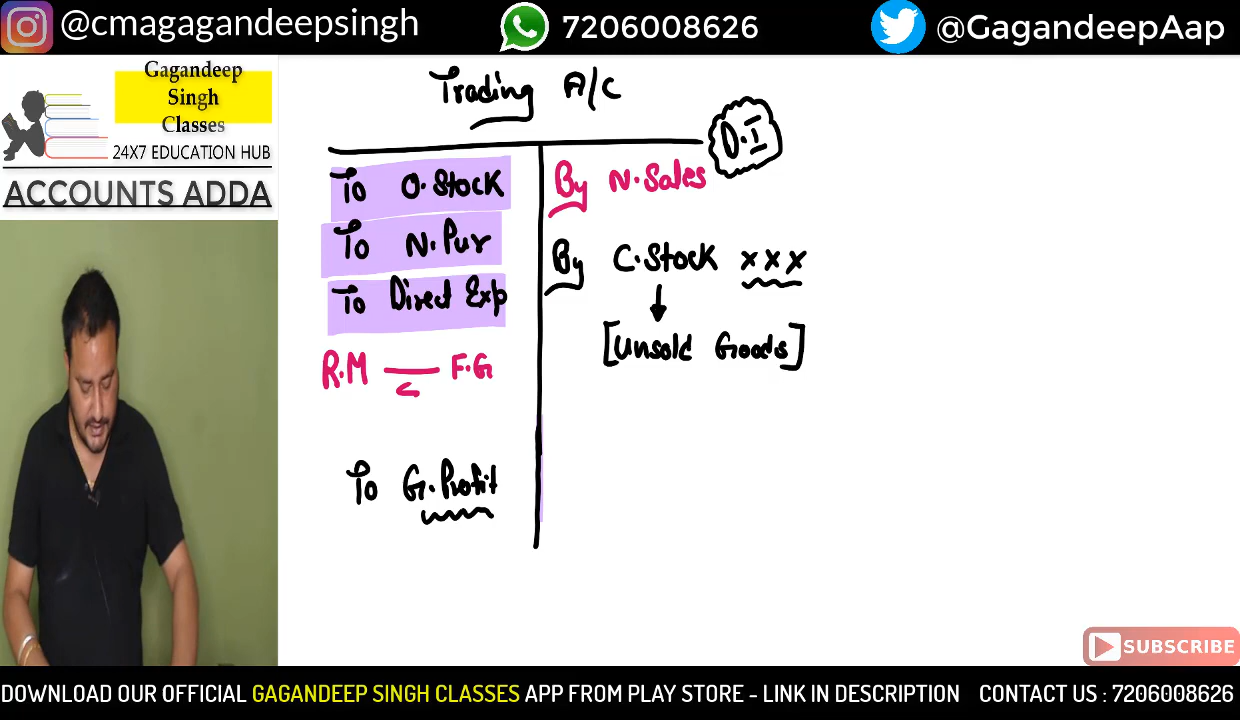 @cmagagandeepsingh 7206008626 @GagandeepAap
Gagandeep
Singh
Classes
24X7 EDUCATION HUB
ACCOUNTS ADDA
Trading A/C
D.I
To O.Stock
By N.Sales
To N.Pur
By C.Stock xxx
To Direct Exp
[Unsold Goods]
R.M F.G
To G.Profit
SUBSCRIBE
DOWNLOAD OUR OFFICIAL GAGANDEEP SINGH CLASSES APP FROM PLAY STORE - LINK IN DESCRIPTION CONTACT US : 7206008626